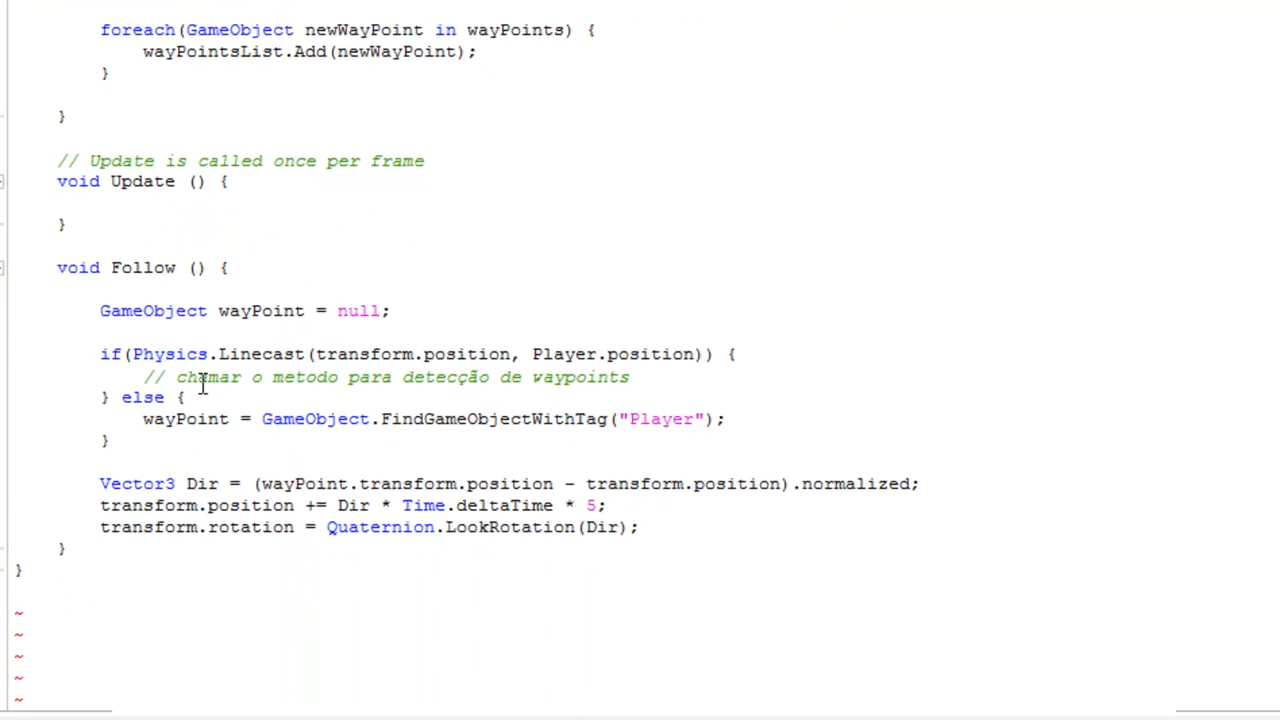 foreach(GameObject newWayPoint in wayPoints) {
wayPointsList.Add(newWayPoint);
}
}
// Update is called once per frame
void Update () {
}
void Follow () {
GameObject wayPoint = null;
if(Physics.Linecast(transform.position, Player.position)) {
// chamar o metodo para detecção de waypoints
} else {
wayPoint = GameObject.FindGameObjectWithTag("Player");
}
Vector3 Dir = (wayPoint.transform.position - transform.position).normalized;
transform.position += Dir * Time.deltaTime * 5;
transform.rotation = Quaternion.LookRotation(Dir);
}
}
~
~
~
~
~